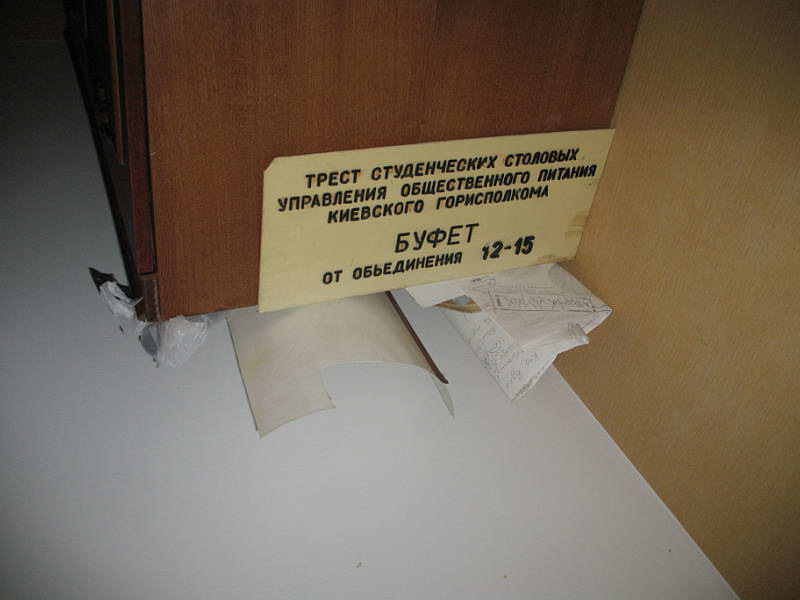 ТРЕСТ СТУДЕНЧЕСКИХ СТОЛОВЫХ
УПРАВЛЕНИЯ ОБЩЕСТВЕННОГО ПИТАНИЯ
КИЕВСКОГО ГОРИСПОЛКОМА
БУФЕТ
ОТ ОБЬЕДИНЕНИЯ 12-15